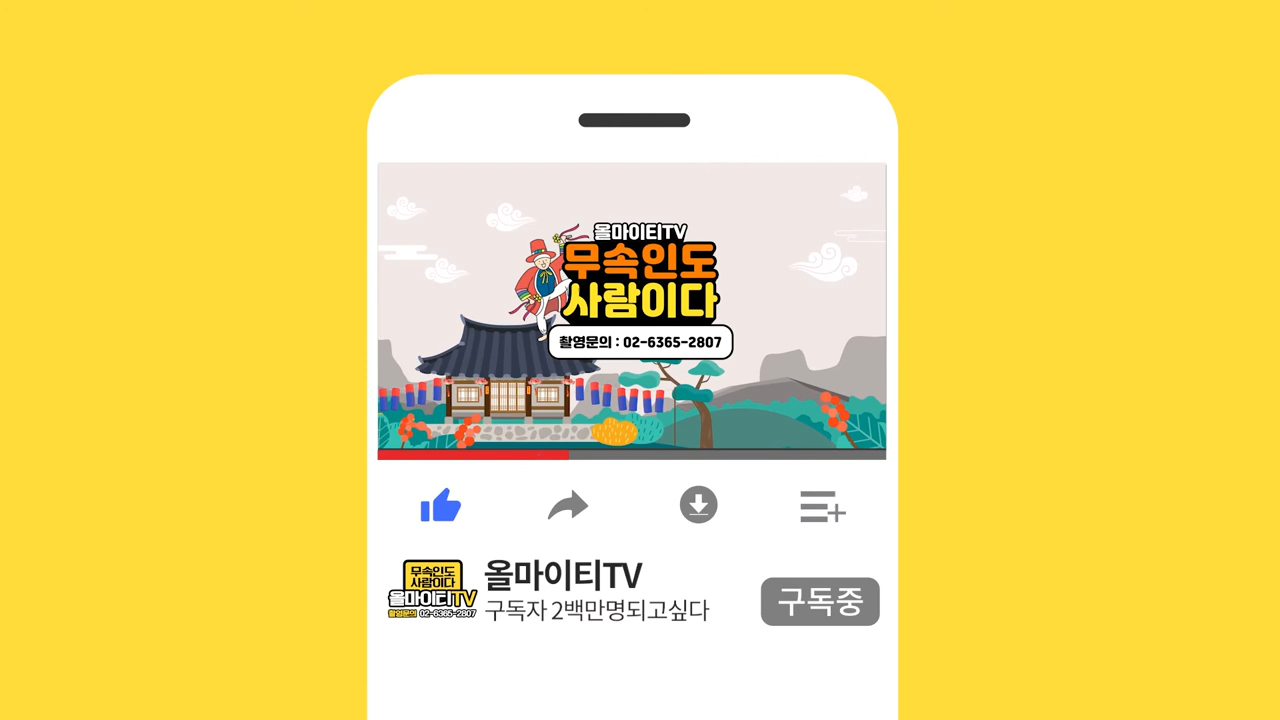 올마이티TV
무속인도
사람이다
촬영문의 : 02-6365-2807
무속인도
사람이다
올마이티TV
촬영문의 02-6365-2807
올마이티TV
구독자 2백만명되고싶다
구독중